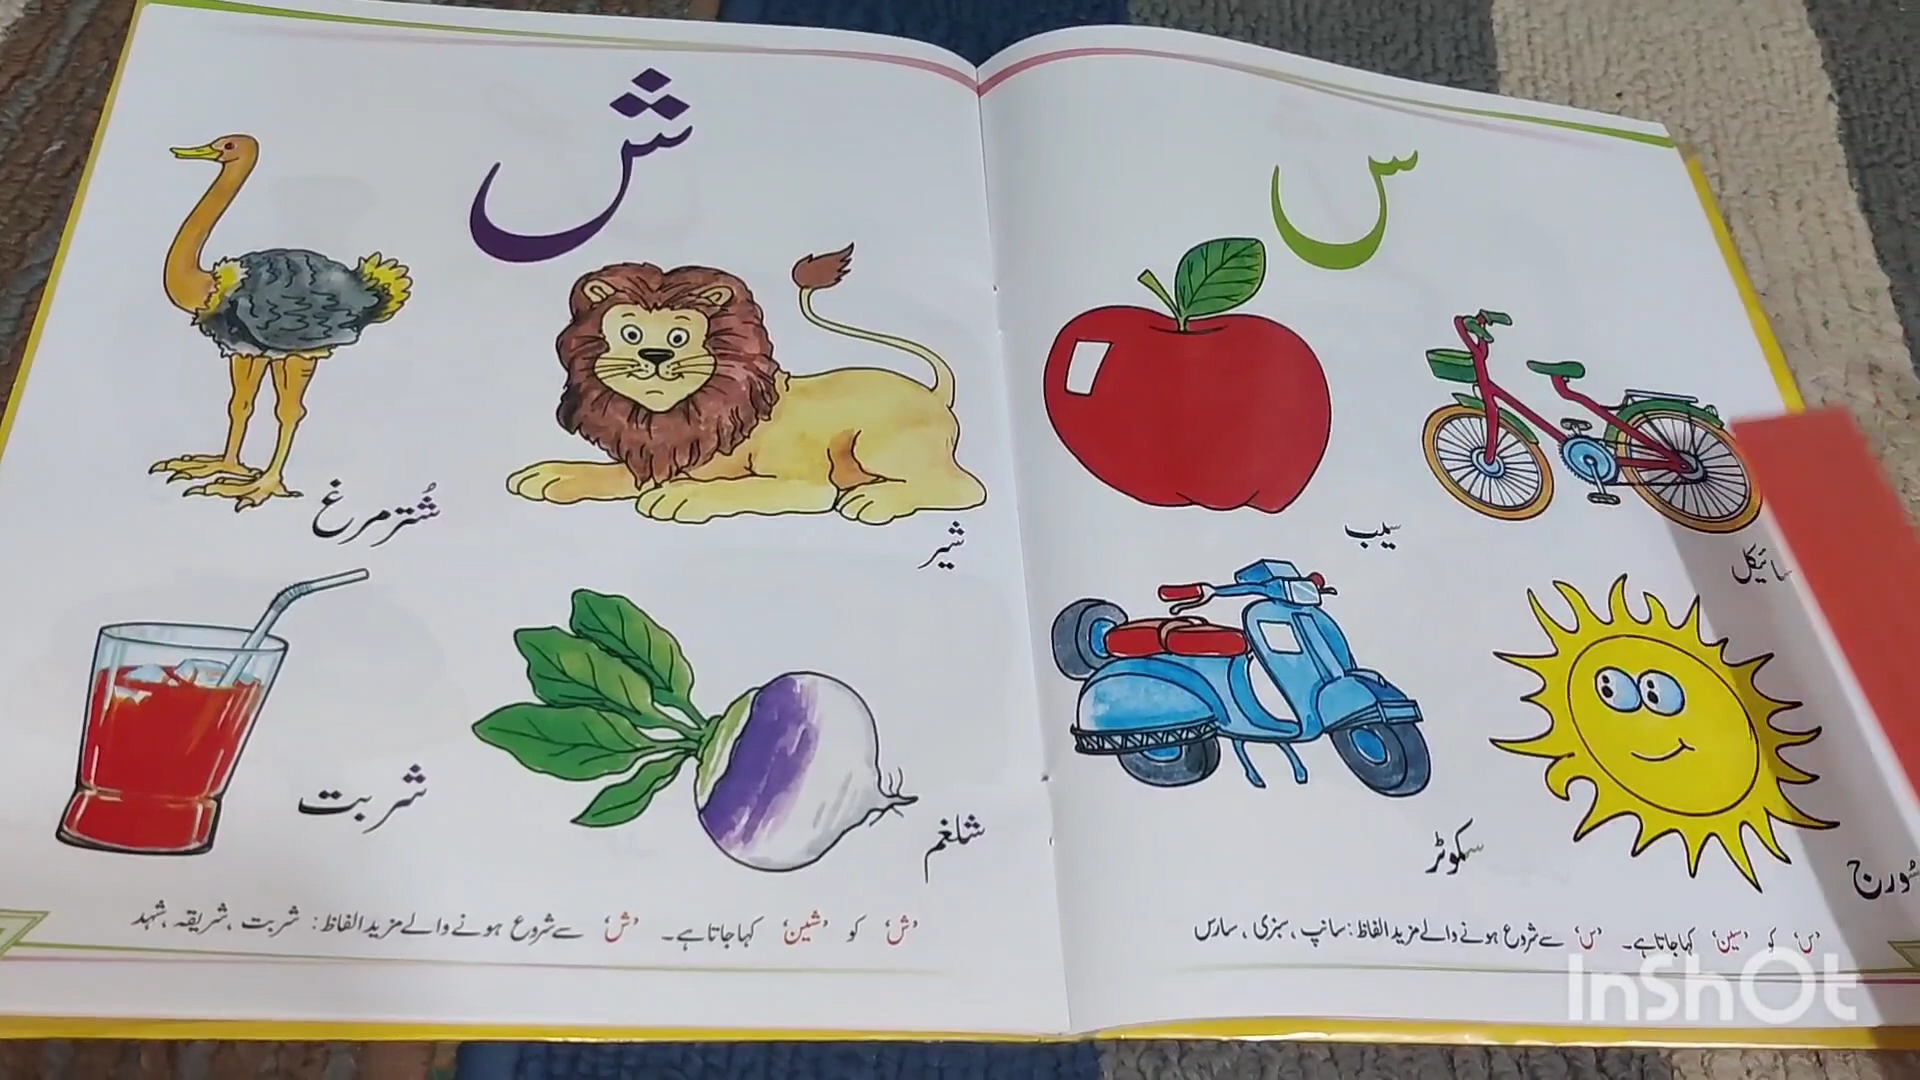 س
سیب
سائیکل
سکوٹر
سُورج
’س‘ کو ’سین‘ کہا جاتا ہے۔ ’س‘ سے شروع ہونے والے مزید الفاظ: سانپ، سبزی، سارس
ش
شُترمرغ
شیر
شربت
شلغم
’ش‘ کو ’شین‘ کہا جاتا ہے۔ ’ش‘ سے شروع ہونے والے مزید الفاظ: شربت، شریفہ، شہد
InShOt